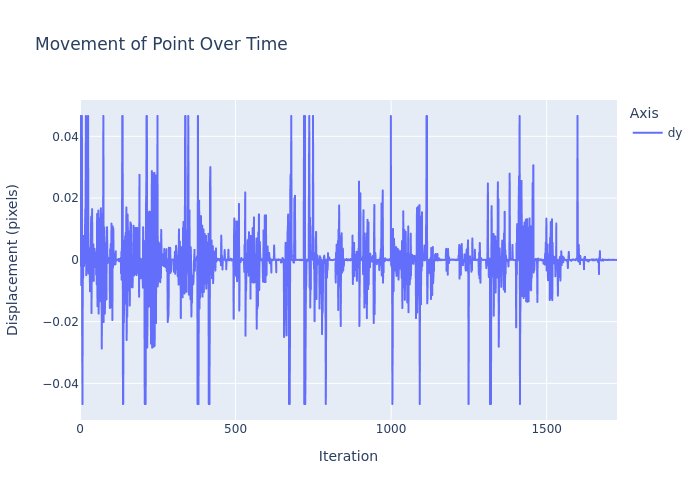 Movement of Point Over Time
Axis
dy
0.04
0.02
0
−0.02
−0.04
Displacement (pixels)
0
500
1000
1500
Iteration